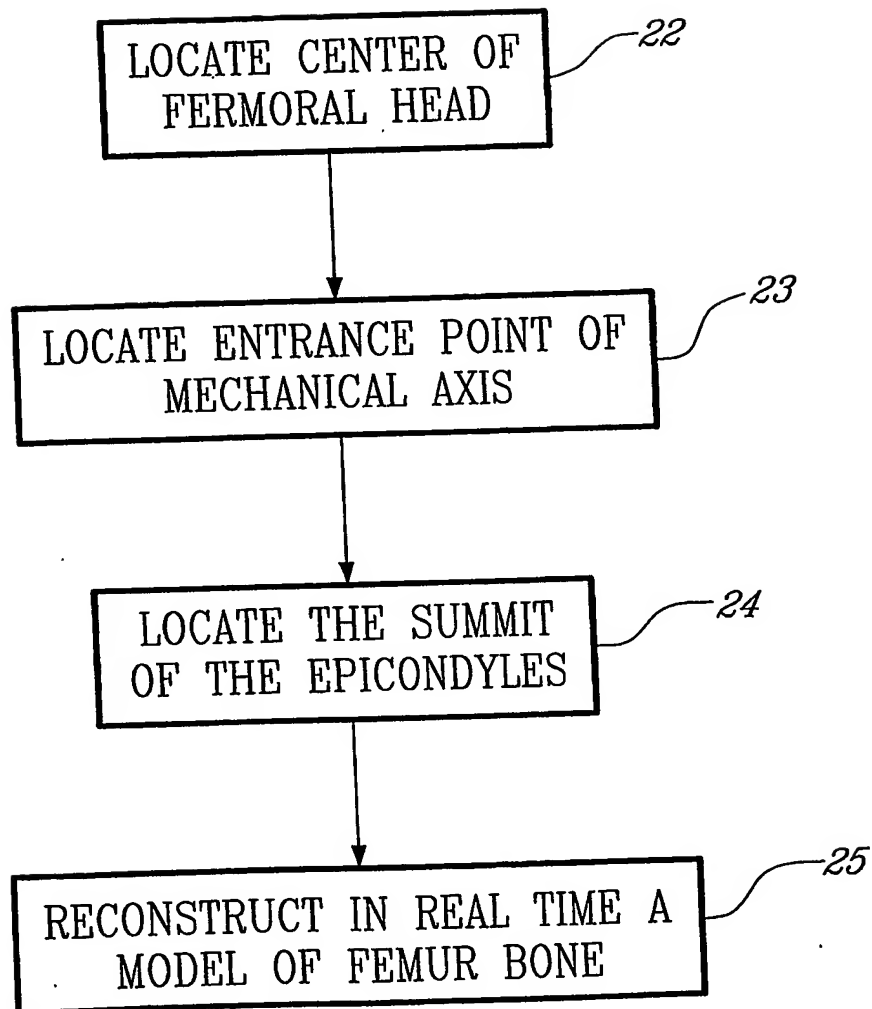 LOCATE CENTER OF
FERMORAL HEAD
22
LOCATE ENTRANCE POINT OF
MECHANICAL AXIS
23
LOCATE THE SUMMIT
OF THE EPICONDYLES
24
RECONSTRUCT IN REAL TIME A
MODEL OF FEMUR BONE
25